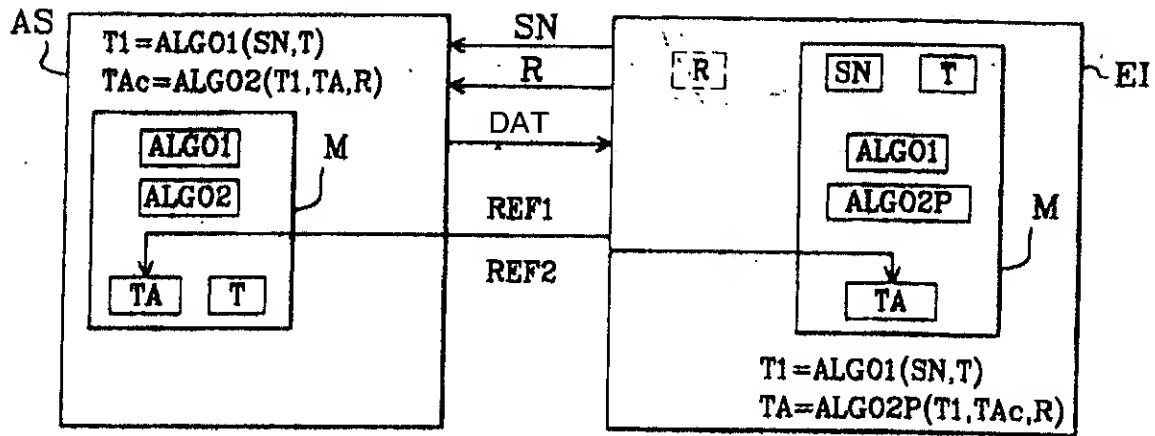 AS
T1=ALGO1(SN,T)
TAc=ALGO2(T1,TA,R)
ALGO1
ALGO2
M
TA
T
SN
R
DAT
REF1
REF2
R
SN
T
EI
ALGO1
ALGO2P
M
TA
T1=ALGO1(SN,T)
TA=ALGO2P(T1,TAc,R)